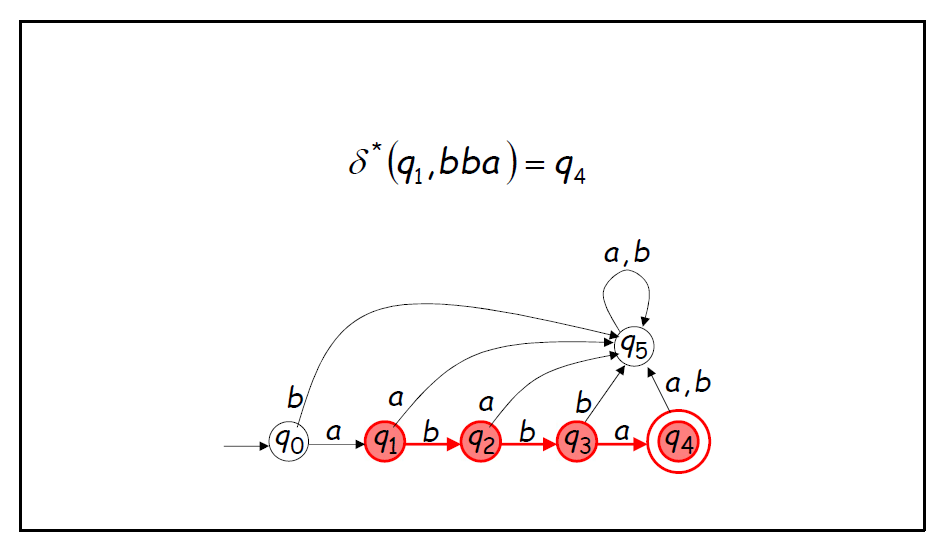 δ*(q₁,bba)=q₄
a,b
q₅
b
a
a
b
a,b
q₀
a
q₁
b
q₂
b
q₃
a
q₄